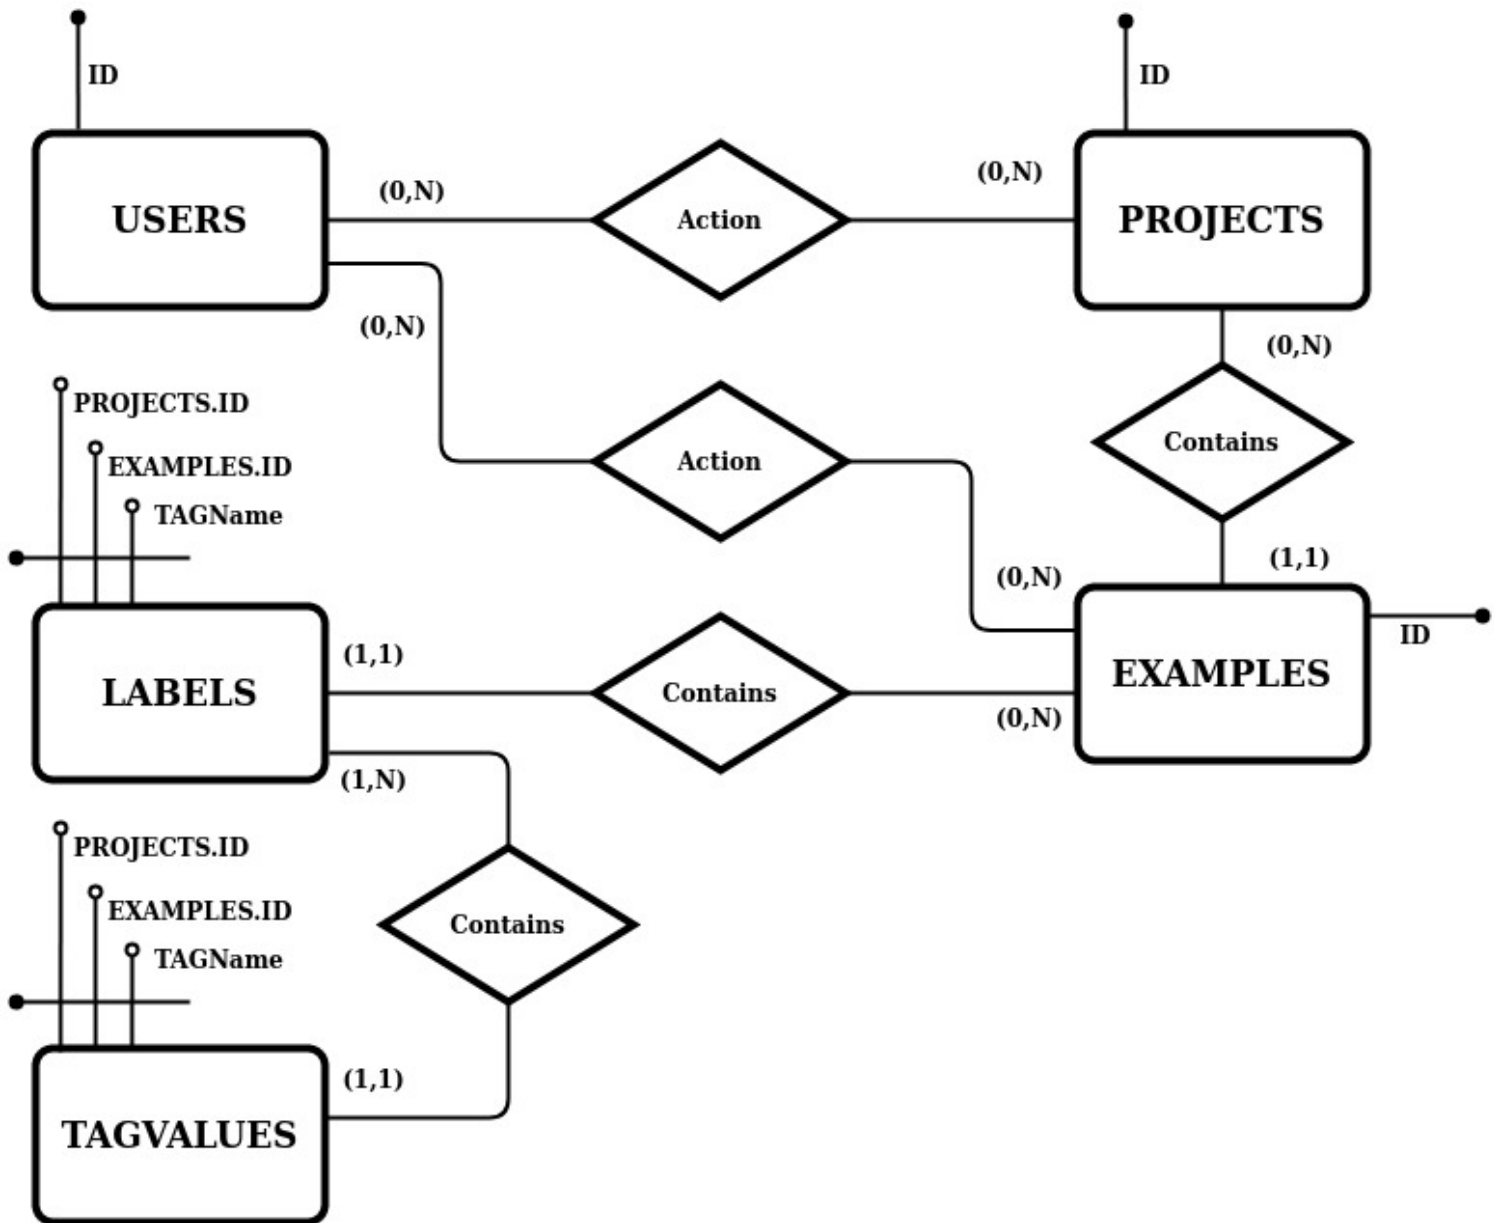 ID
ID
USERS
(0,N)
Action
(0,N)
PROJECTS
(0,N)
(0,N)
PROJECTS.ID
EXAMPLES.ID
TAGName
Action
Contains
(0,N)
(1,1)
ID
LABELS
(1,1)
Contains
(0,N)
EXAMPLES
(1,N)
PROJECTS.ID
EXAMPLES.ID
TAGName
Contains
(1,1)
TAGVALUES